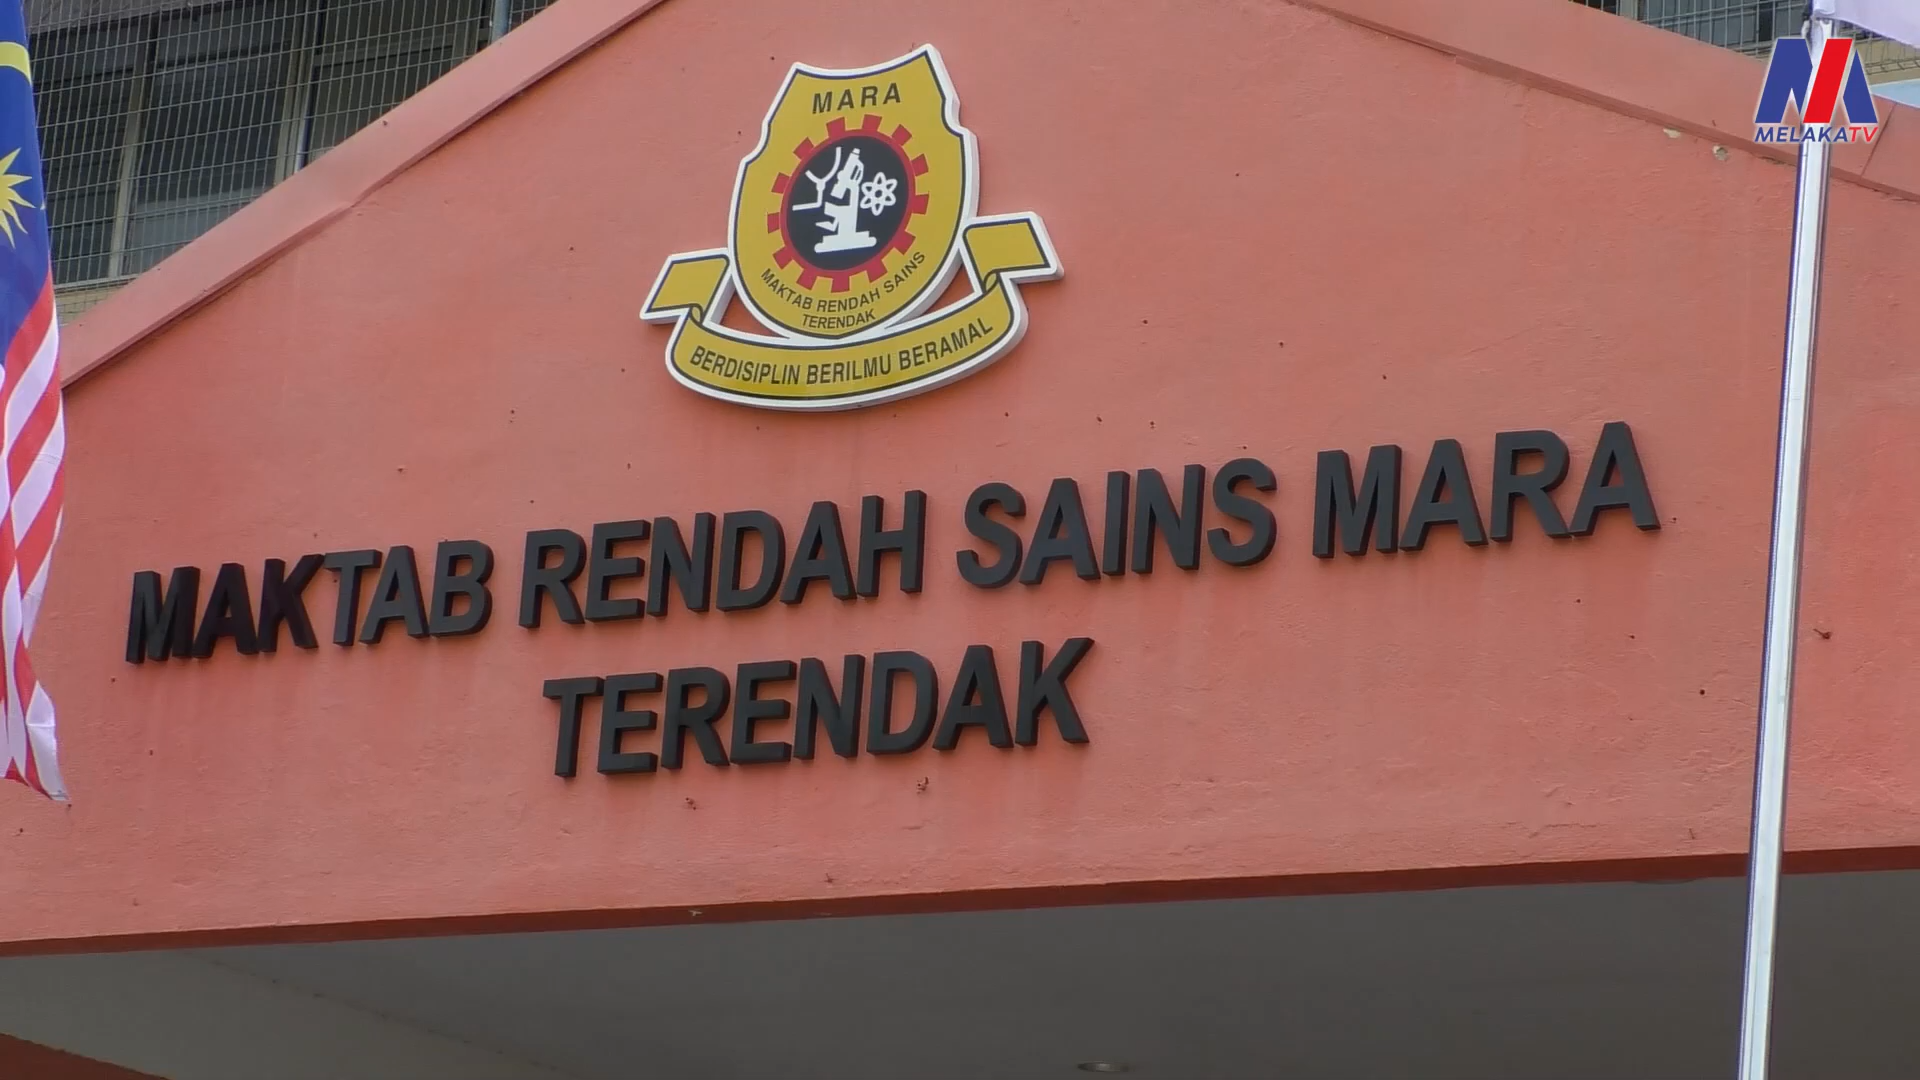 MELAKATV
MARA
MAKTAB RENDAH SAINS
TERENDAK
BERDISIPLIN BERILMU BERAMAL
MAKTAB RENDAH SAINS MARA
TERENDAK